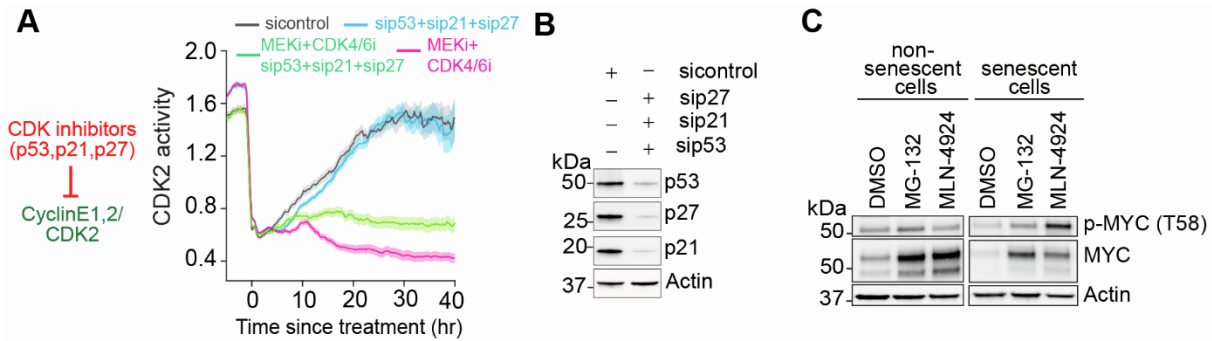 A
sicontrol
sip53+sip21+sip27
MEKi+CDK4/6i
sip53+sip21+sip27
MEKi+
CDK4/6i
CDK inhibitors
(p53,p21,p27)
CyclinE1,2/
CDK2
CDK2 activity
2.0
1.6
1.2
0.8
0.4
0 10 20 30 40
Time since treatment (hr)
B
+ – sicontrol
– + sip27
– + sip21
– + sip53
kDa
50 p53
25 p27
20 p21
37 Actin
C
non-
senescent
cells
senescent
cells
DMSO
MG-132
MLN-4924
DMSO
MG-132
MLN-4924
kDa
50 p-MYC (T58)
50 MYC
37 Actin